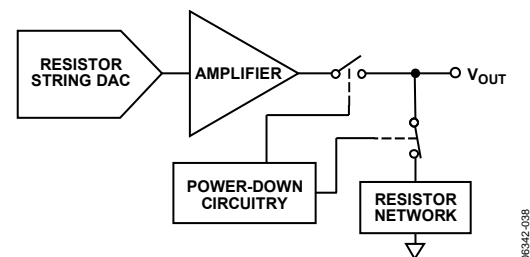 RESISTOR
STRING DAC
AMPLIFIER
VOUT
POWER-DOWN
CIRCUITRY
RESISTOR
NETWORK
06342-038